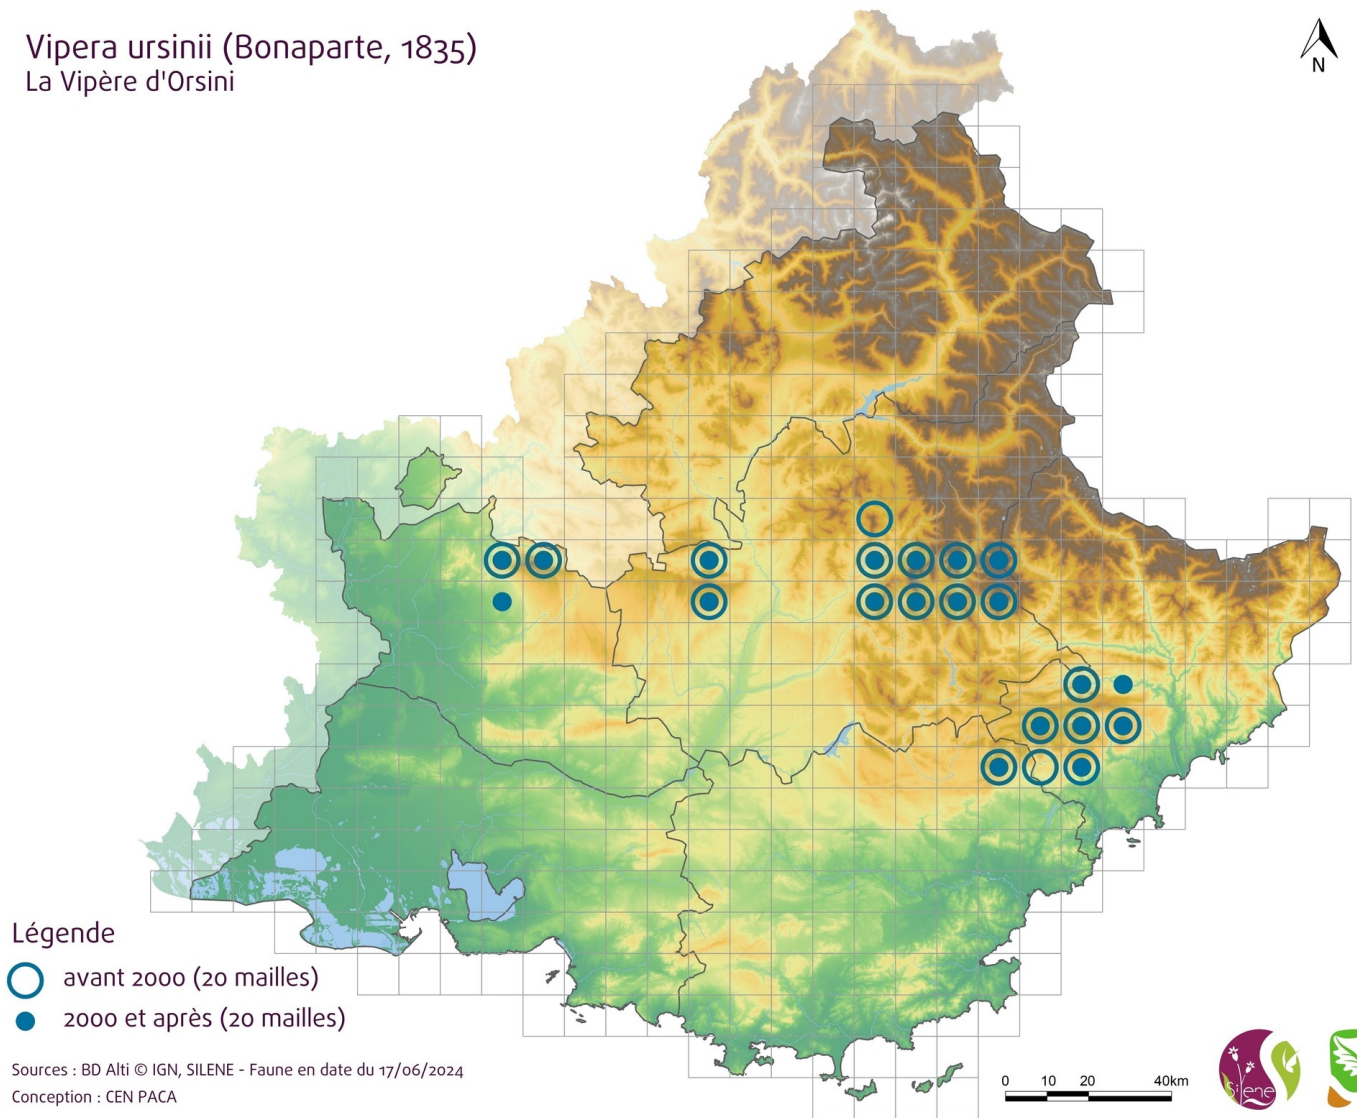 Vipera ursinii (Bonaparte, 1835)
La Vipère d'Orsini
N
Légende
avant 2000 (20 mailles)
2000 et après (20 mailles)
Sources : BD Alti © IGN, SILENE - Faune en date du 17/06/2024
Conception : CEN PACA
0 10 20 40km
Silene